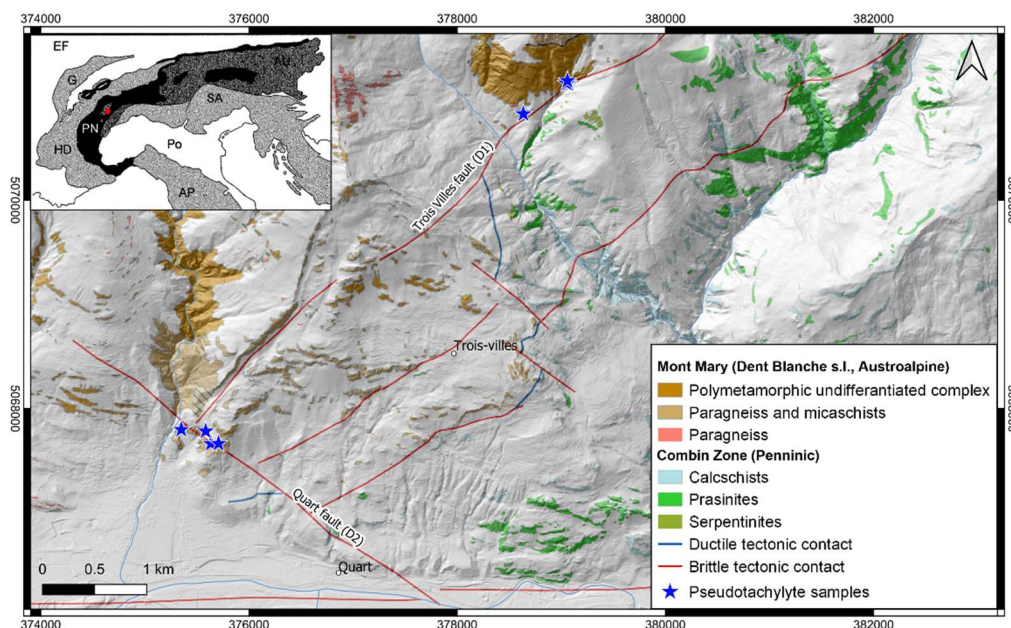 374000 376000 378000 380000 382000
EF
G
AU
SA
PN
Po
HD
AP
Trois Villes fault (D1)
5070000
5070000
Trois-villes
5068000
5068000
Quart fault (D2)
Quart
0 0.5 1 km
Mont Mary (Dent Blanche s.l., Austroalpine)
Polymetamorphic undifferantiated complex
Paragneiss and micaschists
Paragneiss
Combin Zone (Penninic)
Calcschists
Prasinites
Serpentinites
Ductile tectonic contact
Brittle tectonic contact
Pseudotachylyte samples
374000 376000 378000 380000 382000